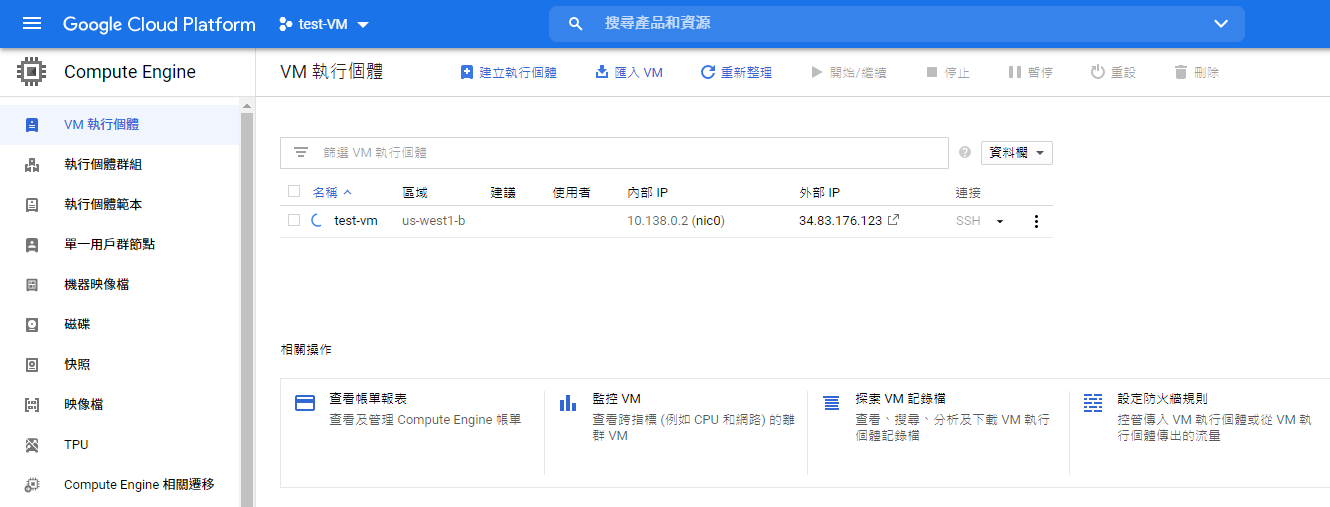 Google Cloud Platform
test-VM
搜尋產品和資源
Compute Engine
VM 執行個體
建立執行個體
匯入 VM
重新整理
開始/繼續
停止
暫停
重設
刪除
VM 執行個體
執行個體群組
執行個體範本
單一用戶群節點
機器映像檔
磁碟
快照
映像檔
TPU
Compute Engine 相關遷移
篩選 VM 執行個體
資料欄
名稱 區域 建議 使用者 內部 IP 外部 IP 連接
test-vm us-west1-b 10.138.0.2 (nic0) 34.83.176.123 SSH
相關操作
查看帳單報表
查看及管理 Compute Engine 帳單
監控 VM
查看跨指標 (例如 CPU 和網路) 的離
群 VM
探索 VM 記錄檔
查看、搜尋、分析及下載 VM 執行
個體記錄檔
設定防火牆規則
控管傳入 VM 執行個體或從 VM 執
行個體傳出的流量